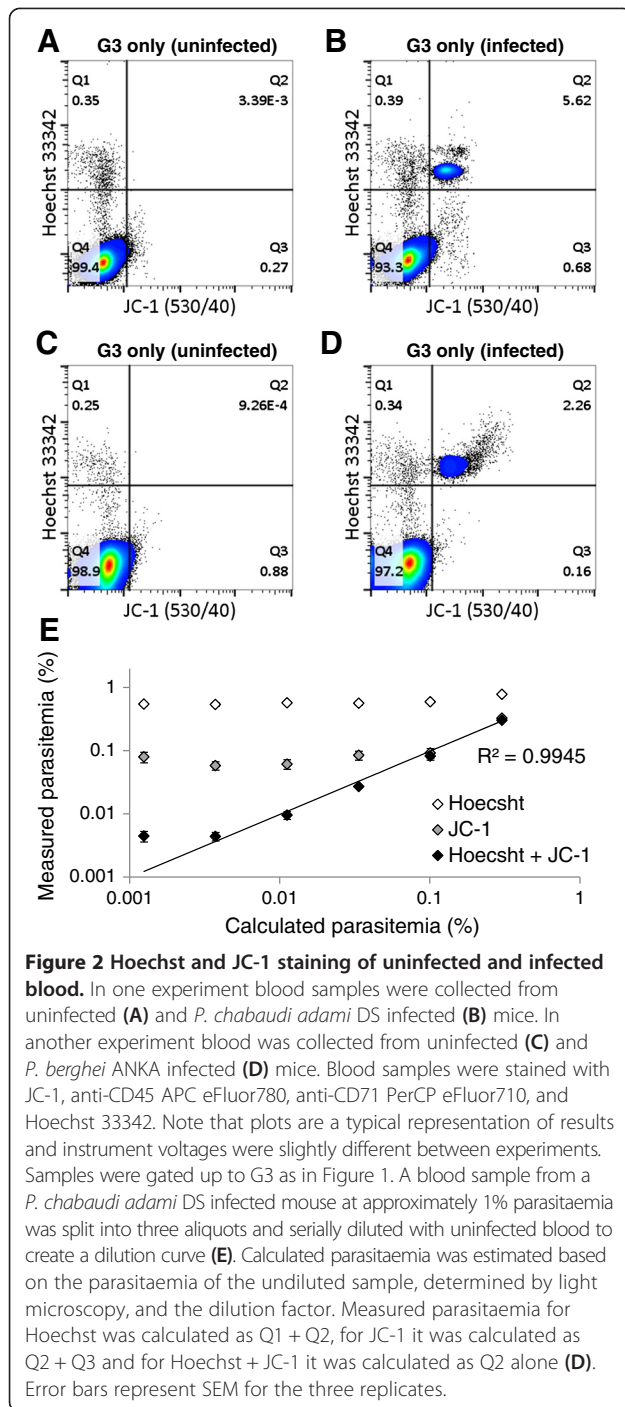 A
G3 only (uninfected)
Q1
0.35
Q2
3.39E-3
Q4
99.4
Q3
0.27
Hoechst 33342
JC-1 (530/40)
B
G3 only (infected)
Q1
0.39
Q2
5.62
Q4
93.3
Q3
0.68
Hoechst 33342
JC-1 (530/40)
C
G3 only (uninfected)
Q1
0.25
Q2
9.26E-4
Q4
98.9
Q3
0.88
Hoechst 33342
JC-1 (530/40)
D
G3 only (infected)
Q1
0.34
Q2
2.26
Q4
97.2
Q3
0.16
Hoechst 33342
JC-1 (530/40)
E
Measured parasitemia (%)
1
0.1
0.01
0.001
R² = 0.9945
Hoecsht
JC-1
Hoecsht + JC-1
0.001
0.01
0.1
1
Calculated parasitemia (%)
Figure 2 Hoechst and JC-1 staining of uninfected and infected
blood. In one experiment blood samples were collected from
uninfected (A) and P. chabaudi adami DS infected (B) mice. In
another experiment blood was collected from uninfected (C) and
P. berghei ANKA infected (D) mice. Blood samples were stained with
JC-1, anti-CD45 APC eFluor780, anti-CD71 PerCP eFluor710, and
Hoechst 33342. Note that plots are a typical representation of results
and instrument voltages were slightly different between experiments.
Samples were gated up to G3 as in Figure 1. A blood sample from a
P. chabaudi adami DS infected mouse at approximately 1% parasitaemia
was split into three aliquots and serially diluted with uninfected blood to
create a dilution curve (E). Calculated parasitaemia was estimated based
on the parasitaemia of the undiluted sample, determined by light
microscopy, and the dilution factor. Measured parasitaemia for
Hoechst was calculated as Q1 + Q2, for JC-1 it was calculated as
Q2 + Q3 and for Hoechst + JC-1 it was calculated as Q2 alone (D).
Error bars represent SEM for the three replicates.